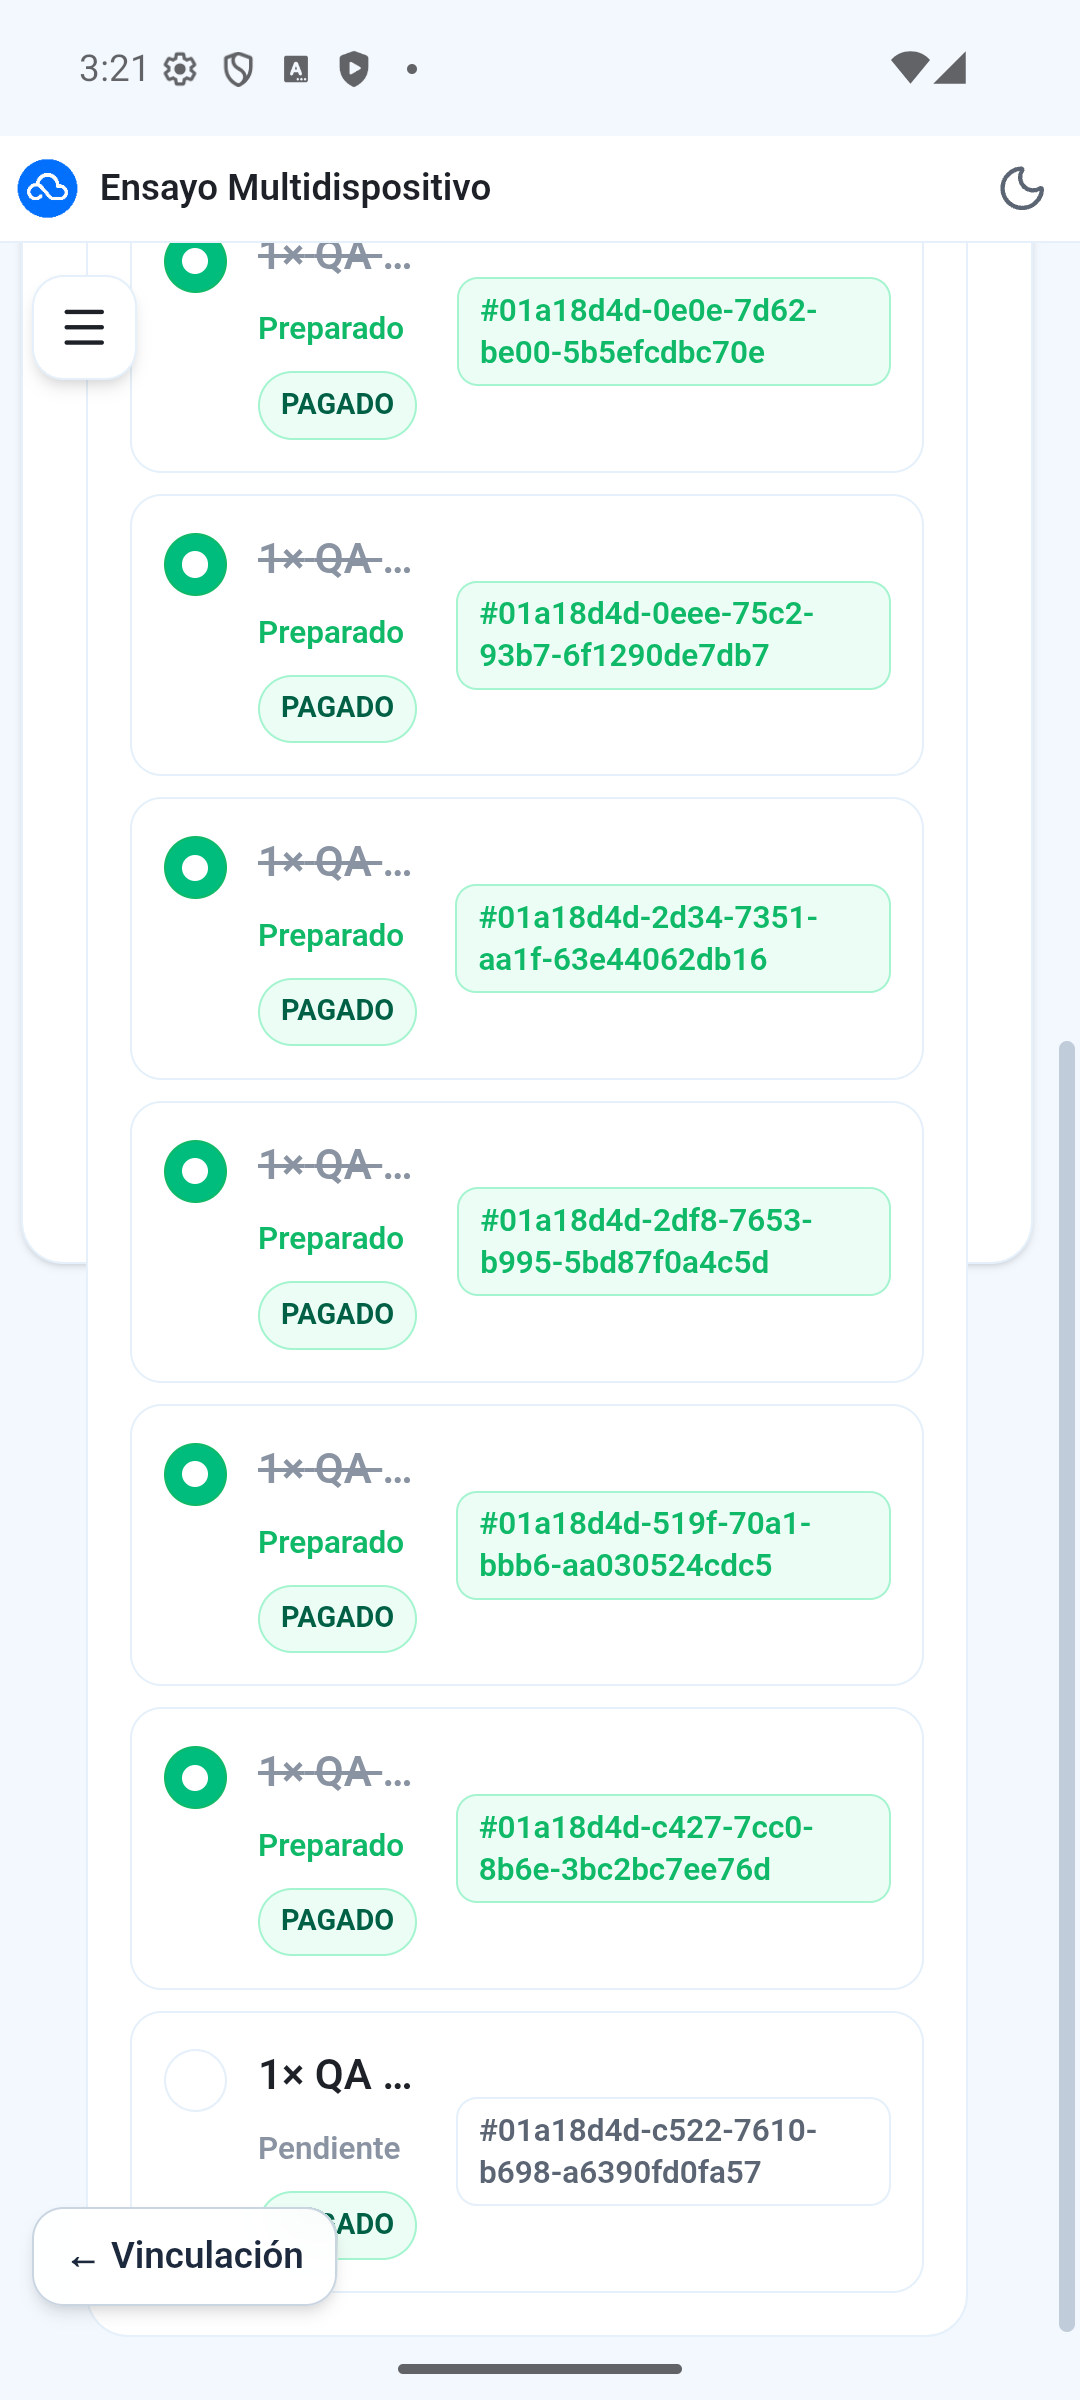 3:21
Ensayo Multidispositivo
1× QA ...
Preparado
#01a18d4d-0e0e-7d62-
be00-5b5efcdbc70e
PAGADO
1× QA ...
Preparado
#01a18d4d-0eee-75c2-
93b7-6f1290de7db7
PAGADO
1× QA ...
Preparado
#01a18d4d-2d34-7351-
aa1f-63e44062db16
PAGADO
1× QA ...
Preparado
#01a18d4d-2df8-7653-
b995-5bd87f0a4c5d
PAGADO
1× QA ...
Preparado
#01a18d4d-519f-70a1-
bbb6-aa030524cdc5
PAGADO
1× QA ...
Preparado
#01a18d4d-c427-7cc0-
8b6e-3bc2bc7ee76d
PAGADO
1× QA ...
Pendiente
#01a18d4d-c522-7610-
b698-a6390fd0fa57
ADO
← Vinculación